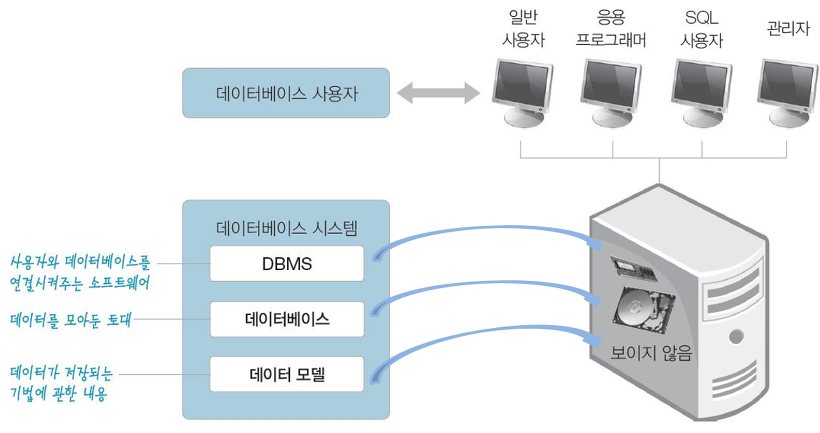 일반
사용자
응용
프로그래머
SQL
사용자
관리자
데이터베이스 사용자
데이터베이스 시스템
DBMS
사용자와 데이터베이스를
연결시켜주는 소프트웨어
데이터베이스
데이터를 모아둔 토대
데이터 모델
데이터가 저장되는
기법에 관한 내용
보이지 않음